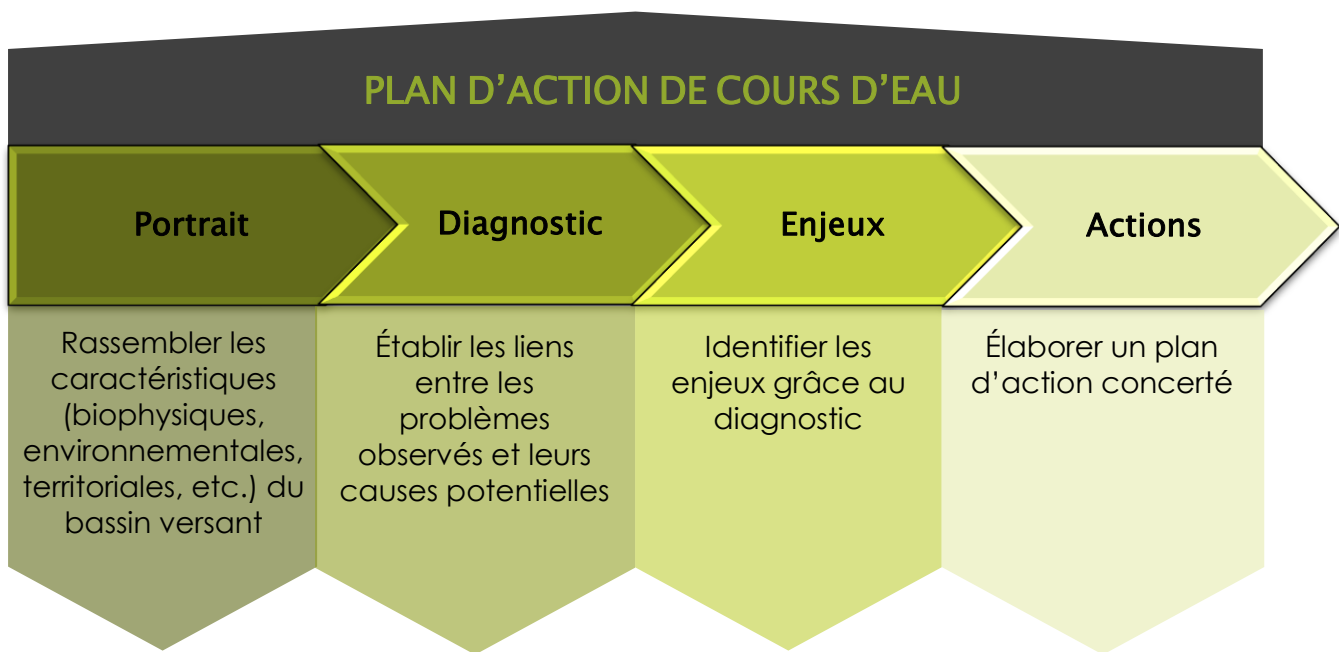 PLAN D’ACTION DE COURS D’EAU
Portrait
Diagnostic
Enjeux
Actions
Rassembler les
caractéristiques
(biophysiques,
environnementales,
territoriales, etc.) du
bassin versant
Établir les liens
entre les
problèmes
observés et leurs
causes potentielles
Identifier les
enjeux grâce au
diagnostic
Élaborer un plan
d’action concerté